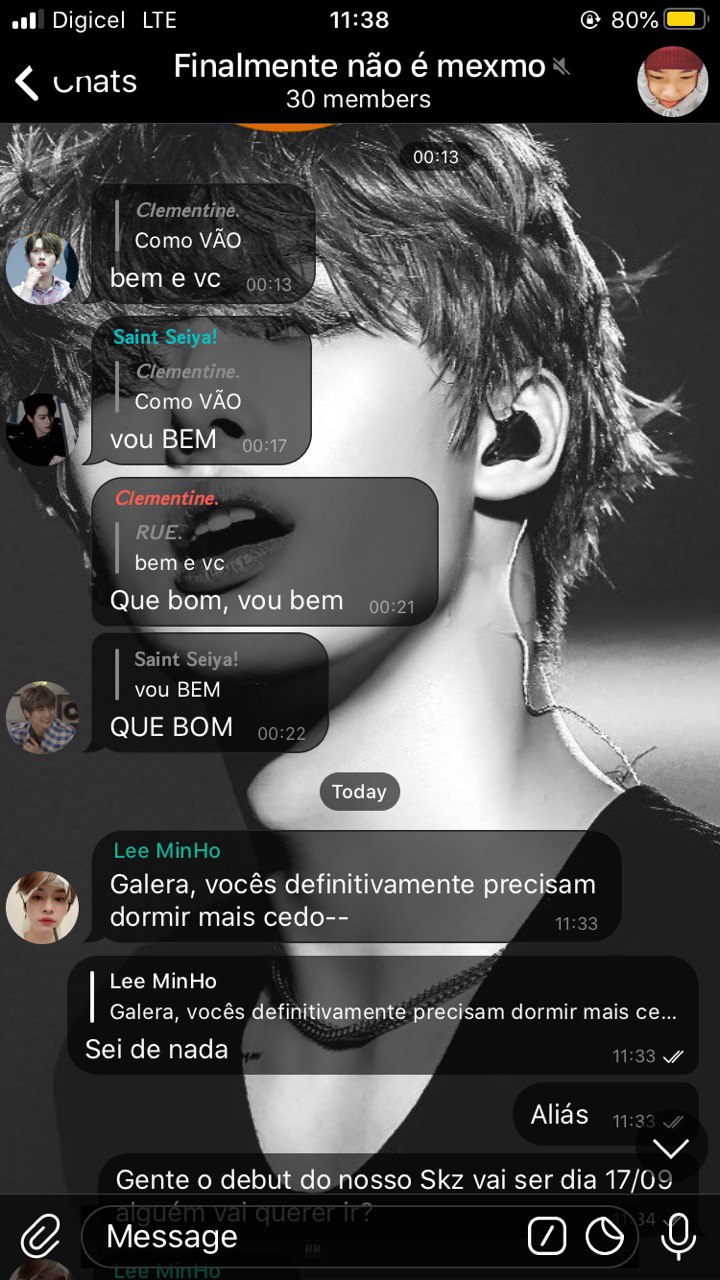 Digicel LTE 11:38 80%
Chats
Finalmente não é mexmo
30 members
00:13
Clementine.
Como VÃO
bem e vc 00:13
Saint Seiya!
Clementine.
Como VÃO
vou BEM 00:17
Clementine.
RUE.
bem e vc
Que bom, vou bem 00:21
Saint Seiya!
vou BEM
QUE BOM 00:22
Today
Lee MinHo
Galera, vocês definitivamente precisam
dormir mais cedo--
11:33
Lee MinHo
Galera, vocês definitivamente precisam dormir mais ce...
Sei de nada
11:33
Aliás 11:33
Gente o debut do nosso Skz vai ser dia 17/09
alguém vai querer ir? 11:34
Message
BR
Lee MinHo